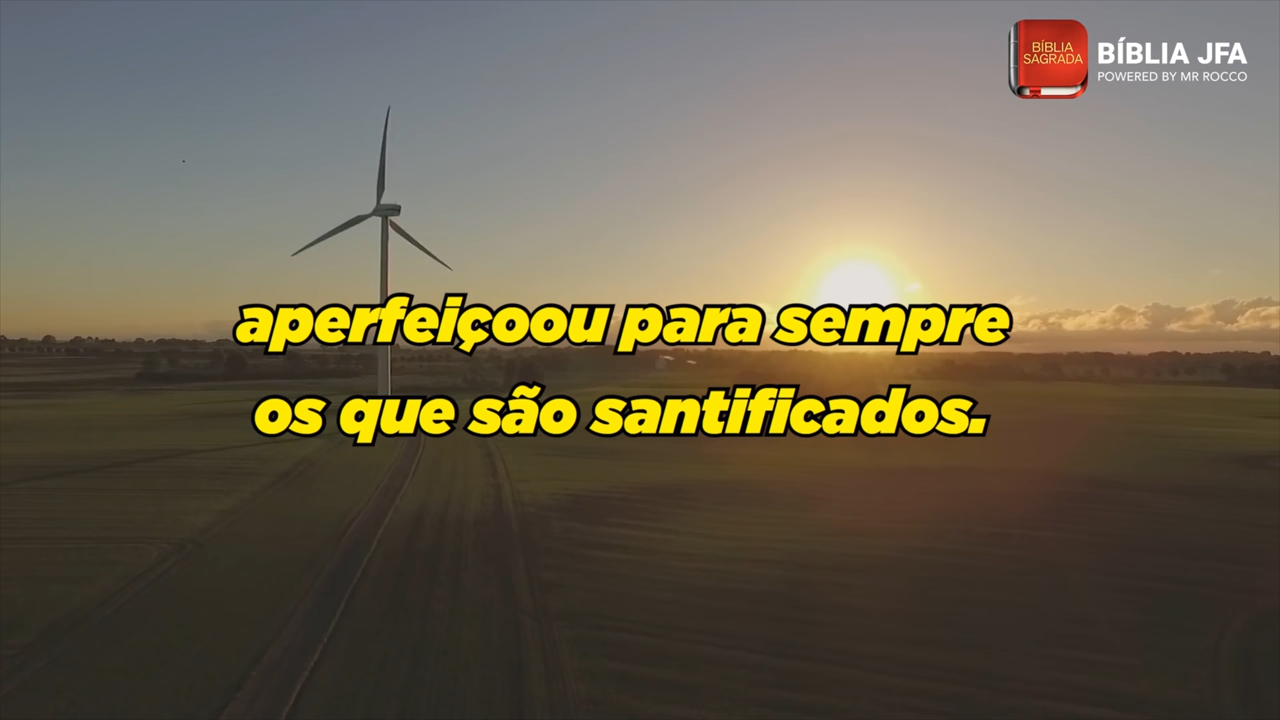 BÍBLIA
SAGRADA
BÍBLIA JFA
POWERED BY MR ROCCO
aperfeiçoou para sempre
os que são santificados.